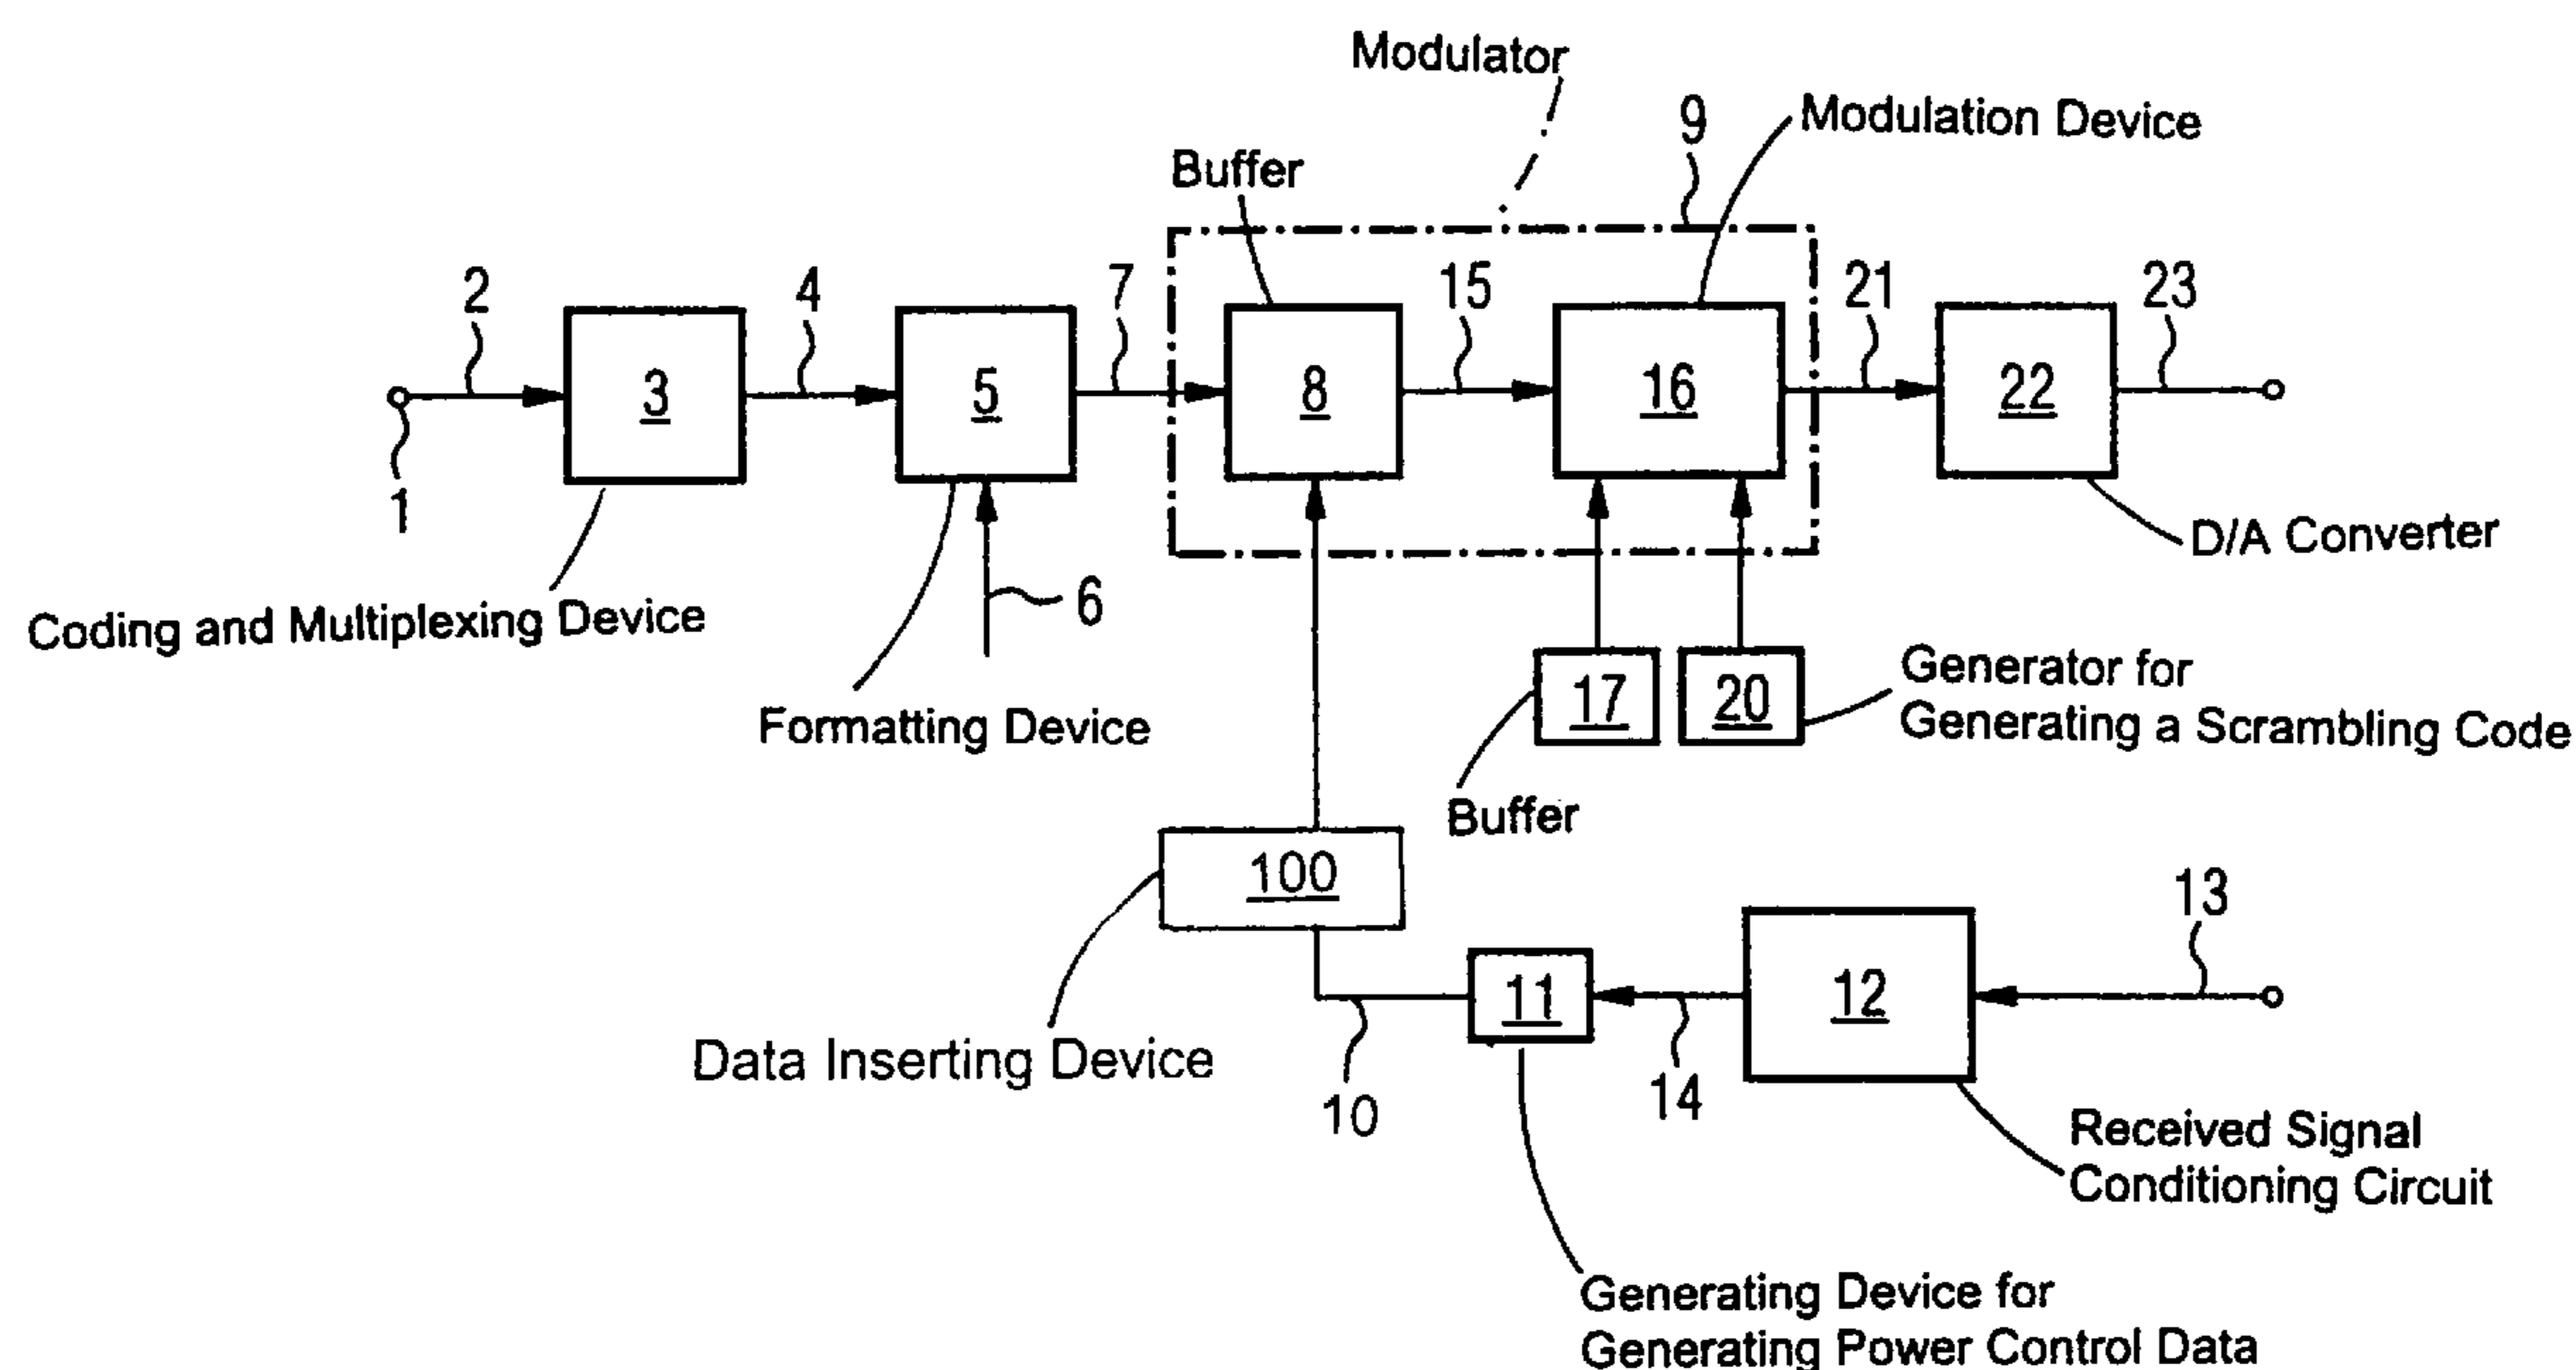 Modulator
9
Modulation Device
Buffer
2
4
7
15
21
23
3
5
8
16
22
1
D/A Converter
6
Coding and Multiplexing Device
Formatting Device
17
20
Generator for
Generating a Scrambling Code
Buffer
100
13
11
12
Data Inserting Device
10
14
Received Signal
Conditioning Circuit
Generating Device for
Generating Power Control Data